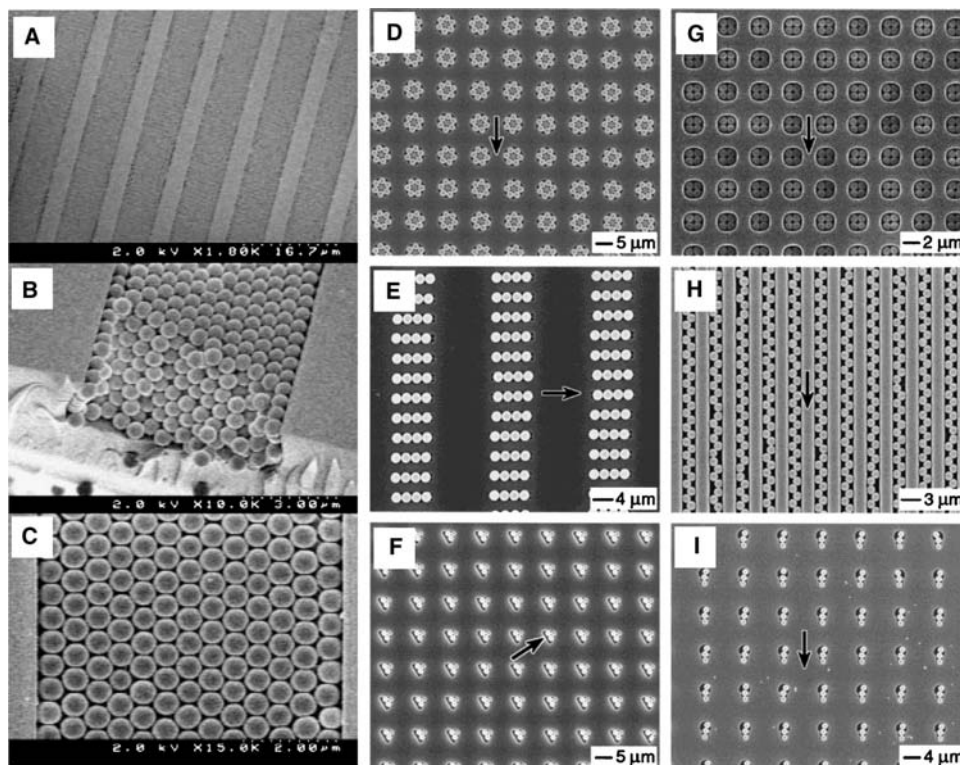 A
2.0 kV X1.80K 16.7µm
B
2.0 kV X10.0K 3.00µm
C
2.0 kV X15.0K 2.00µm
D
5 µm
E
4 µm
F
5 µm
G
2 µm
H
3 µm
I
4 µm